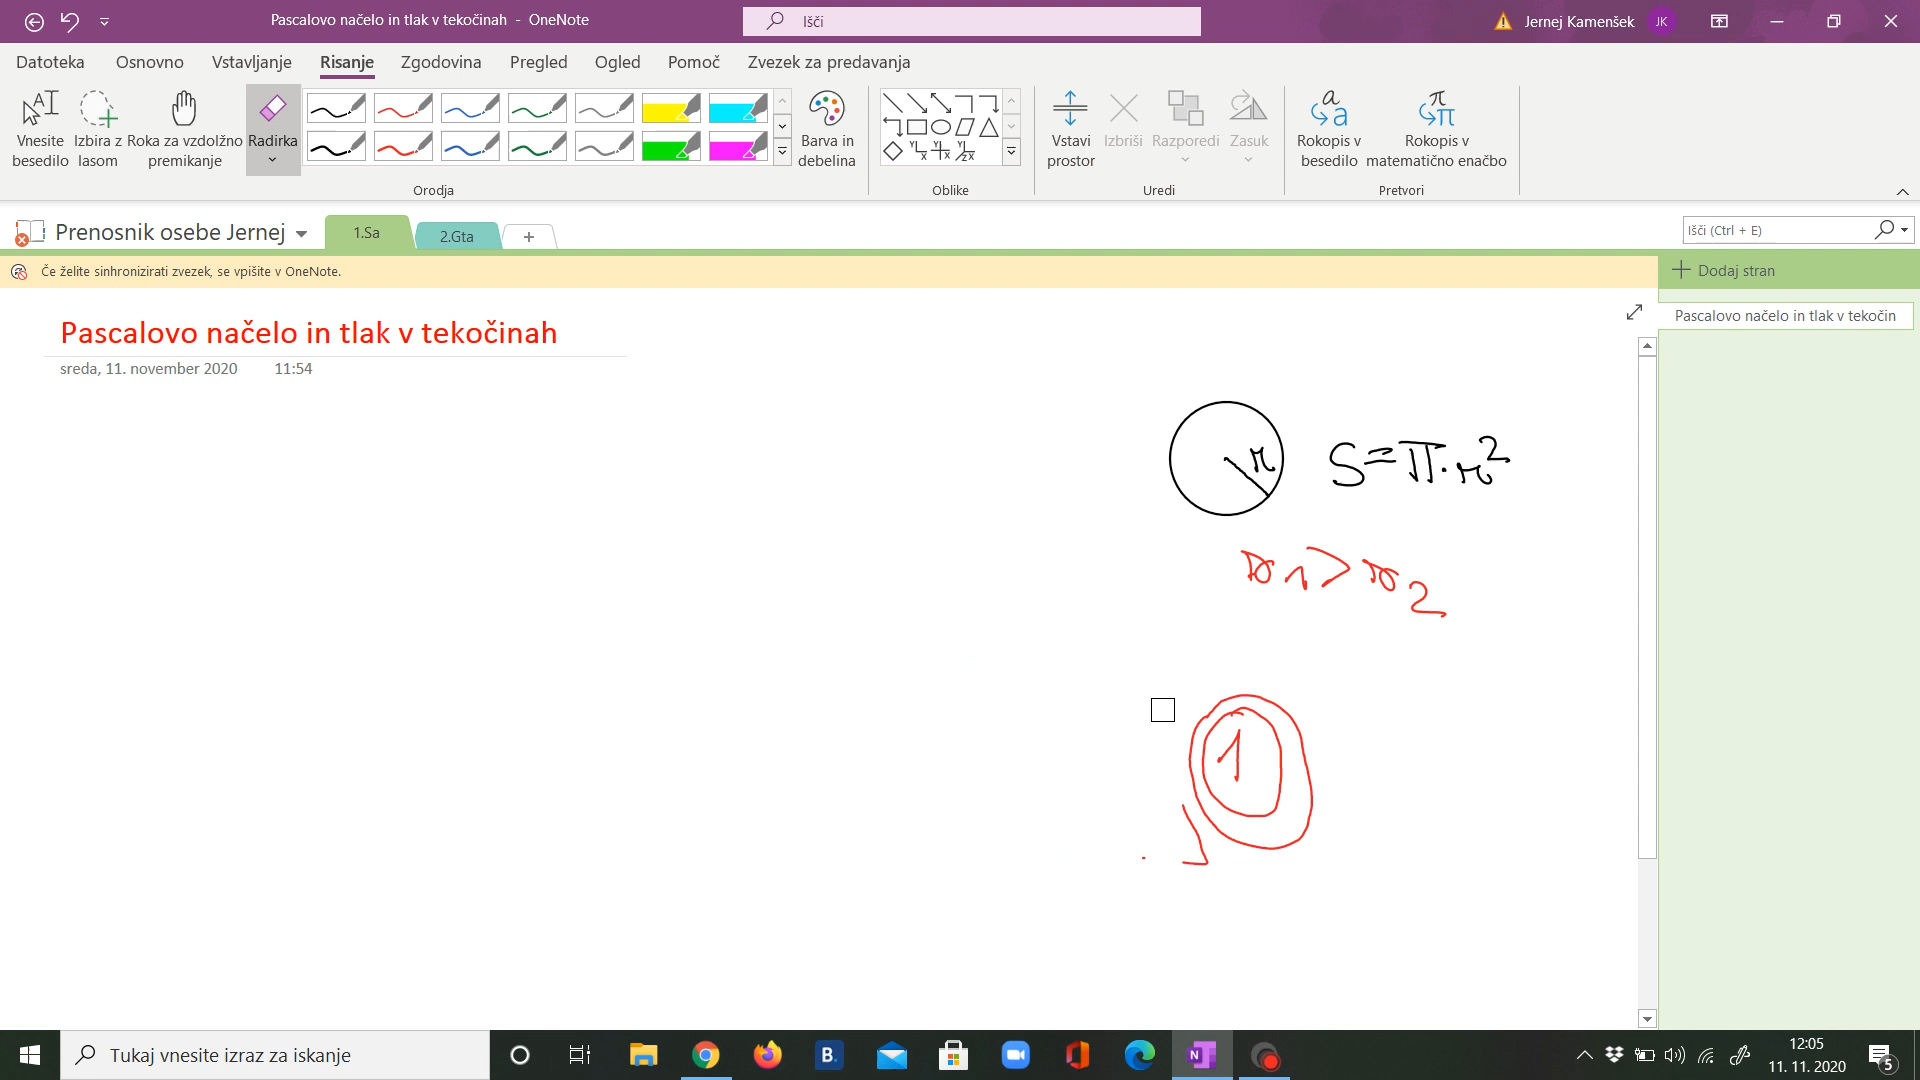 Pascalovo načelo in tlak v tekočinah - OneNote
Išči
Jernej Kamenšek
JK
Datoteka
Osnovno
Vstavljanje
Risanje
Zgodovina
Pregled
Ogled
Pomoč
Zvezek za predavanja
Vnesite besedilo
Izbira z lasom
Roka za vzdolžno premikanje
Radirka
Barva in debelina
Vstavi prostor
Izbriši
Razporedi
Zasuk
Rokopis v besedilo
Rokopis v matematično enačbo
Orodja
Oblike
Uredi
Pretvori
Prenosnik osebe Jernej
1.Sa
2.Gta
+
Išči (Ctrl + E)
Če želite sinhronizirati zvezek, se vpišite v OneNote.
Dodaj stran
Pascalovo načelo in tlak v tekočinah
Pascalovo načelo in tlak v tekočin
sreda, 11. november 2020 11:54
r
S=π·r²
r₁>r₂
1
Tukaj vnesite izraz za iskanje
B.
12:05
11. 11. 2020
5